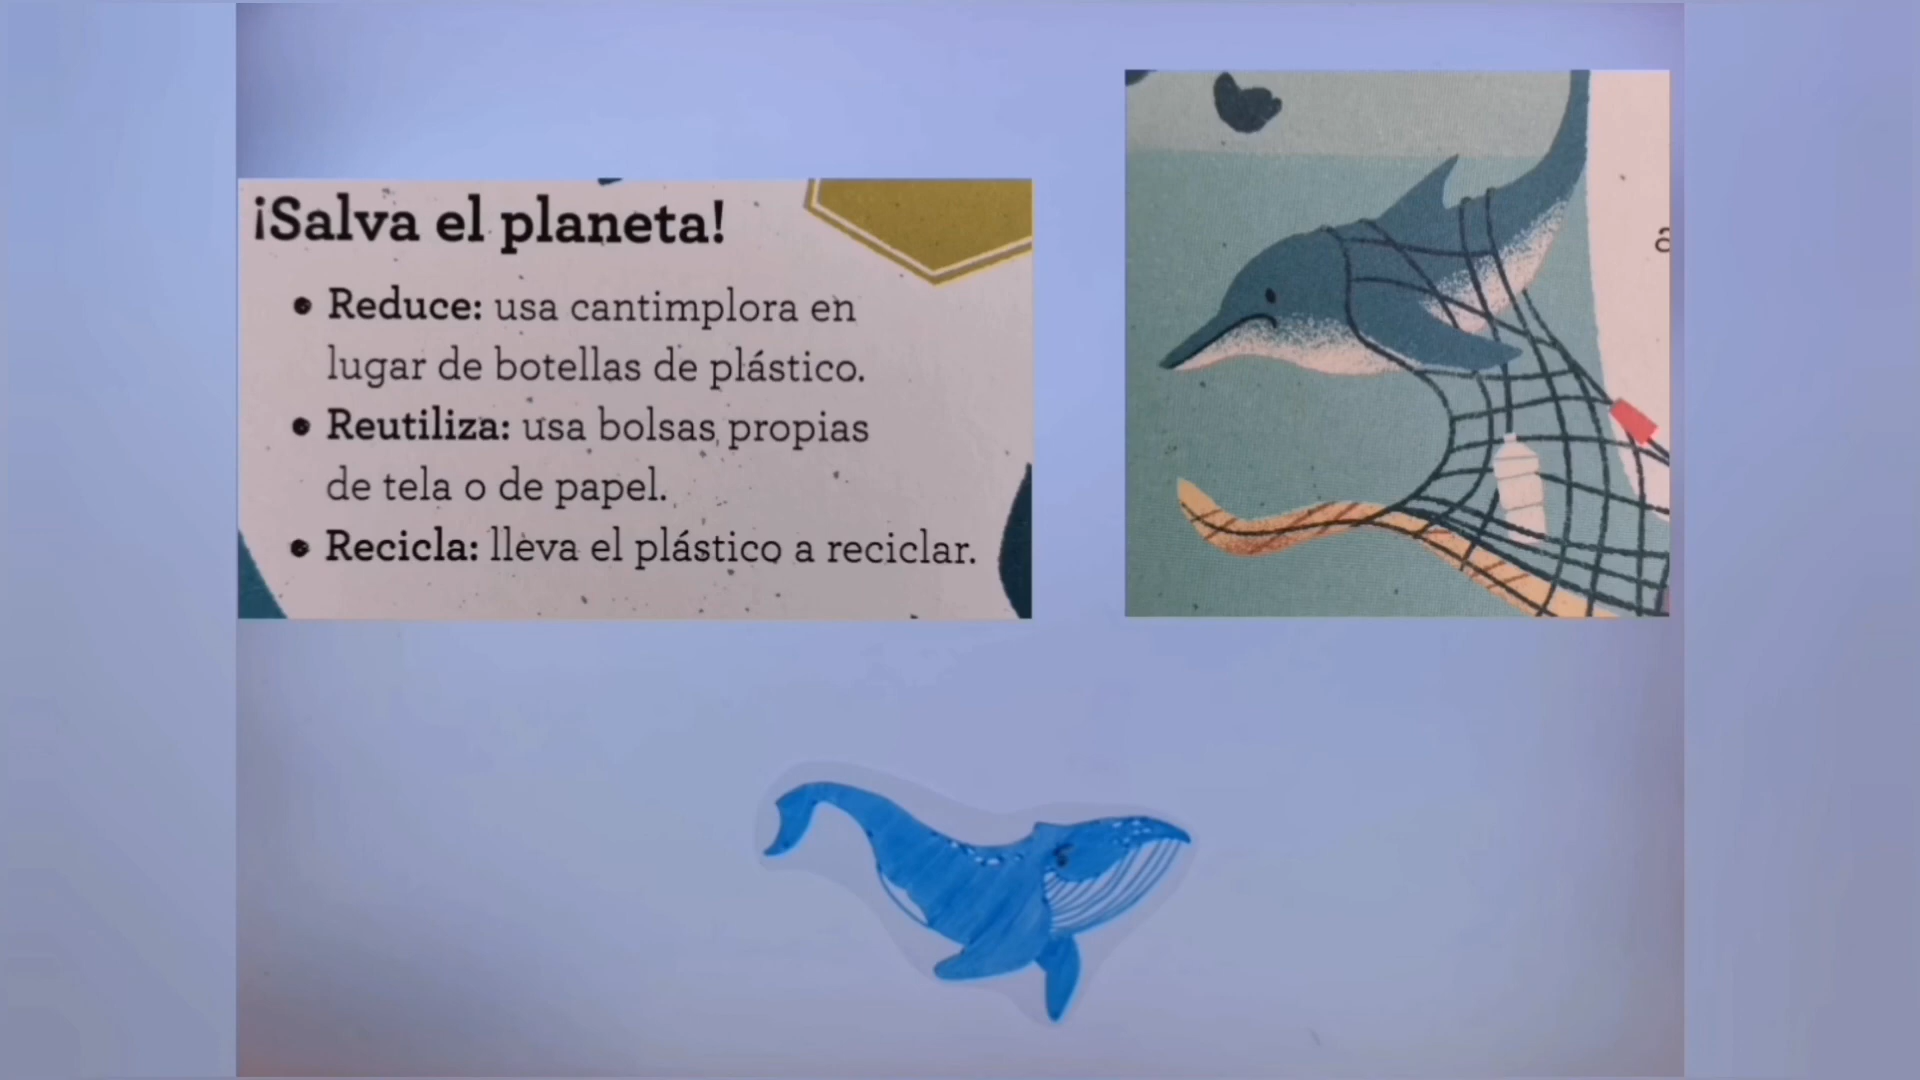 ¡Salva el planeta!
• Reduce: usa cantimplora en
lugar de botellas de plástico.
• Reutiliza: usa bolsas propias
de tela o de papel.
• Recicla: lleva el plástico a reciclar.